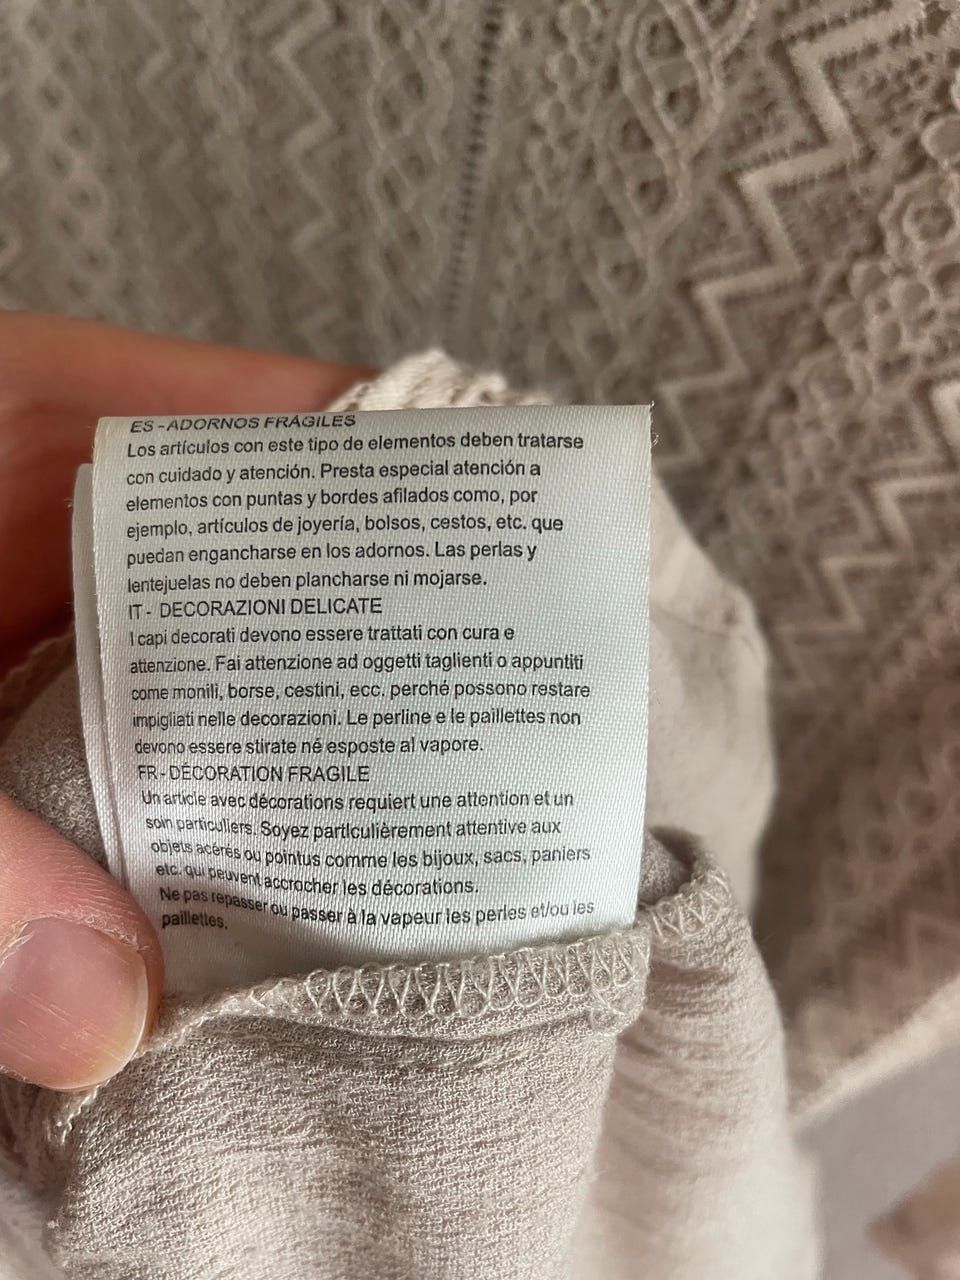 ES - ADORNOS FRÁGILES
Los artículos con este tipo de elementos deben tratarse
con cuidado y atención. Presta especial atención a
elementos con puntas y bordes afilados como, por
ejemplo, artículos de joyería, bolsos, cestos, etc. que
puedan engancharse en los adornos. Las perlas y
lentejuelas no deben plancharse ni mojarse.
IT - DECORAZIONI DELICATE
I capi decorati devono essere trattati con cura e
attenzione. Fai attenzione ad oggetti taglienti o appuntiti
come monili, borse, cestini, ecc. perché possono restare
impigliati nelle decorazioni. Le perline e le paillettes non
devono essere stirate né esposte al vapore.
FR - DÉCORATION FRAGILE
Un article avec décorations requiert une attention et un
soin particuliers. Soyez particulièrement attentive aux
objets acérés ou pointus comme les bijoux, sacs, paniers
etc. qui peuvent accrocher les décorations.
Ne pas repasser ou passer à la vapeur les perles et/ou les
paillettes.